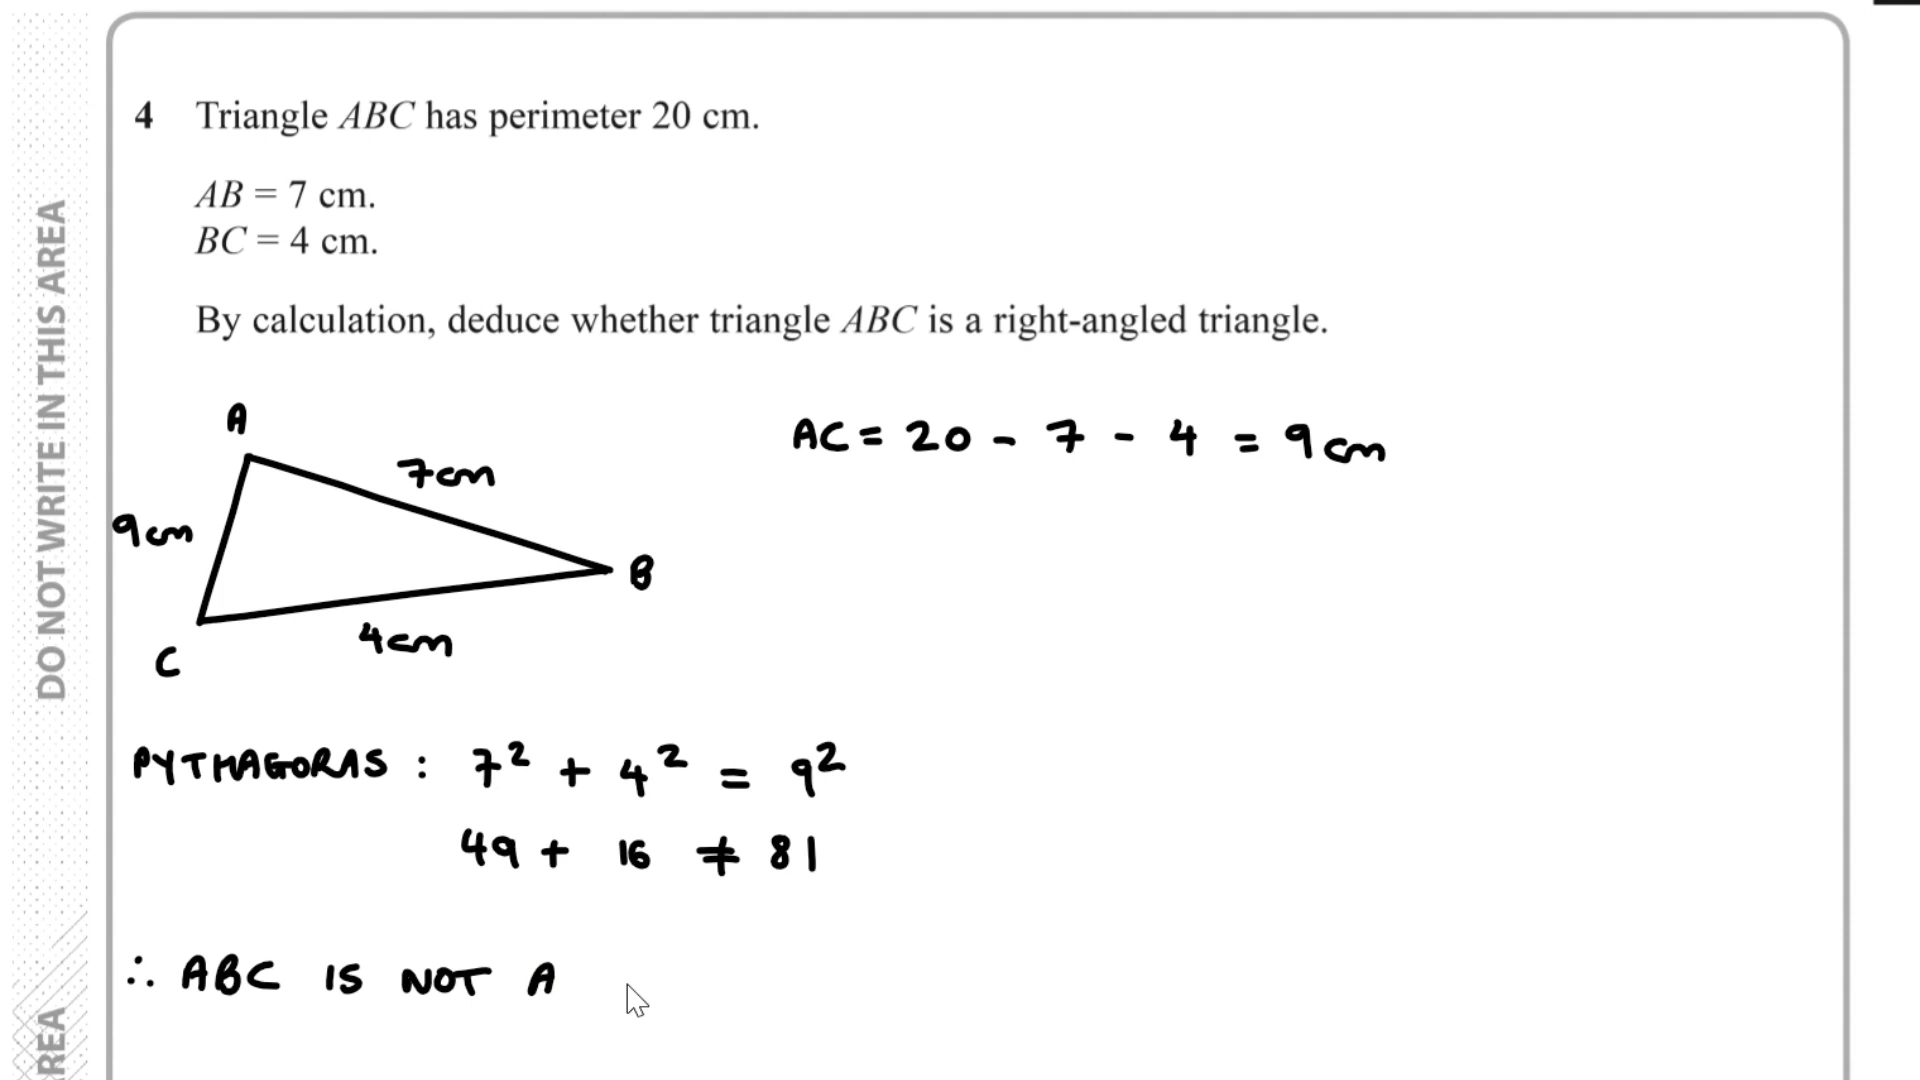 4 Triangle ABC has perimeter 20 cm.
AB = 7 cm.
BC = 4 cm.
By calculation, deduce whether triangle ABC is a right-angled triangle.
A
7cm
9cm
B
4cm
C
AC = 20 - 7 - 4 = 9cm
PYTHAGORAS : 7² + 4² = 9²
49 + 16 ≠ 81
∴ ABC IS NOT A
DO NOT WRITE IN THIS AREA
REA